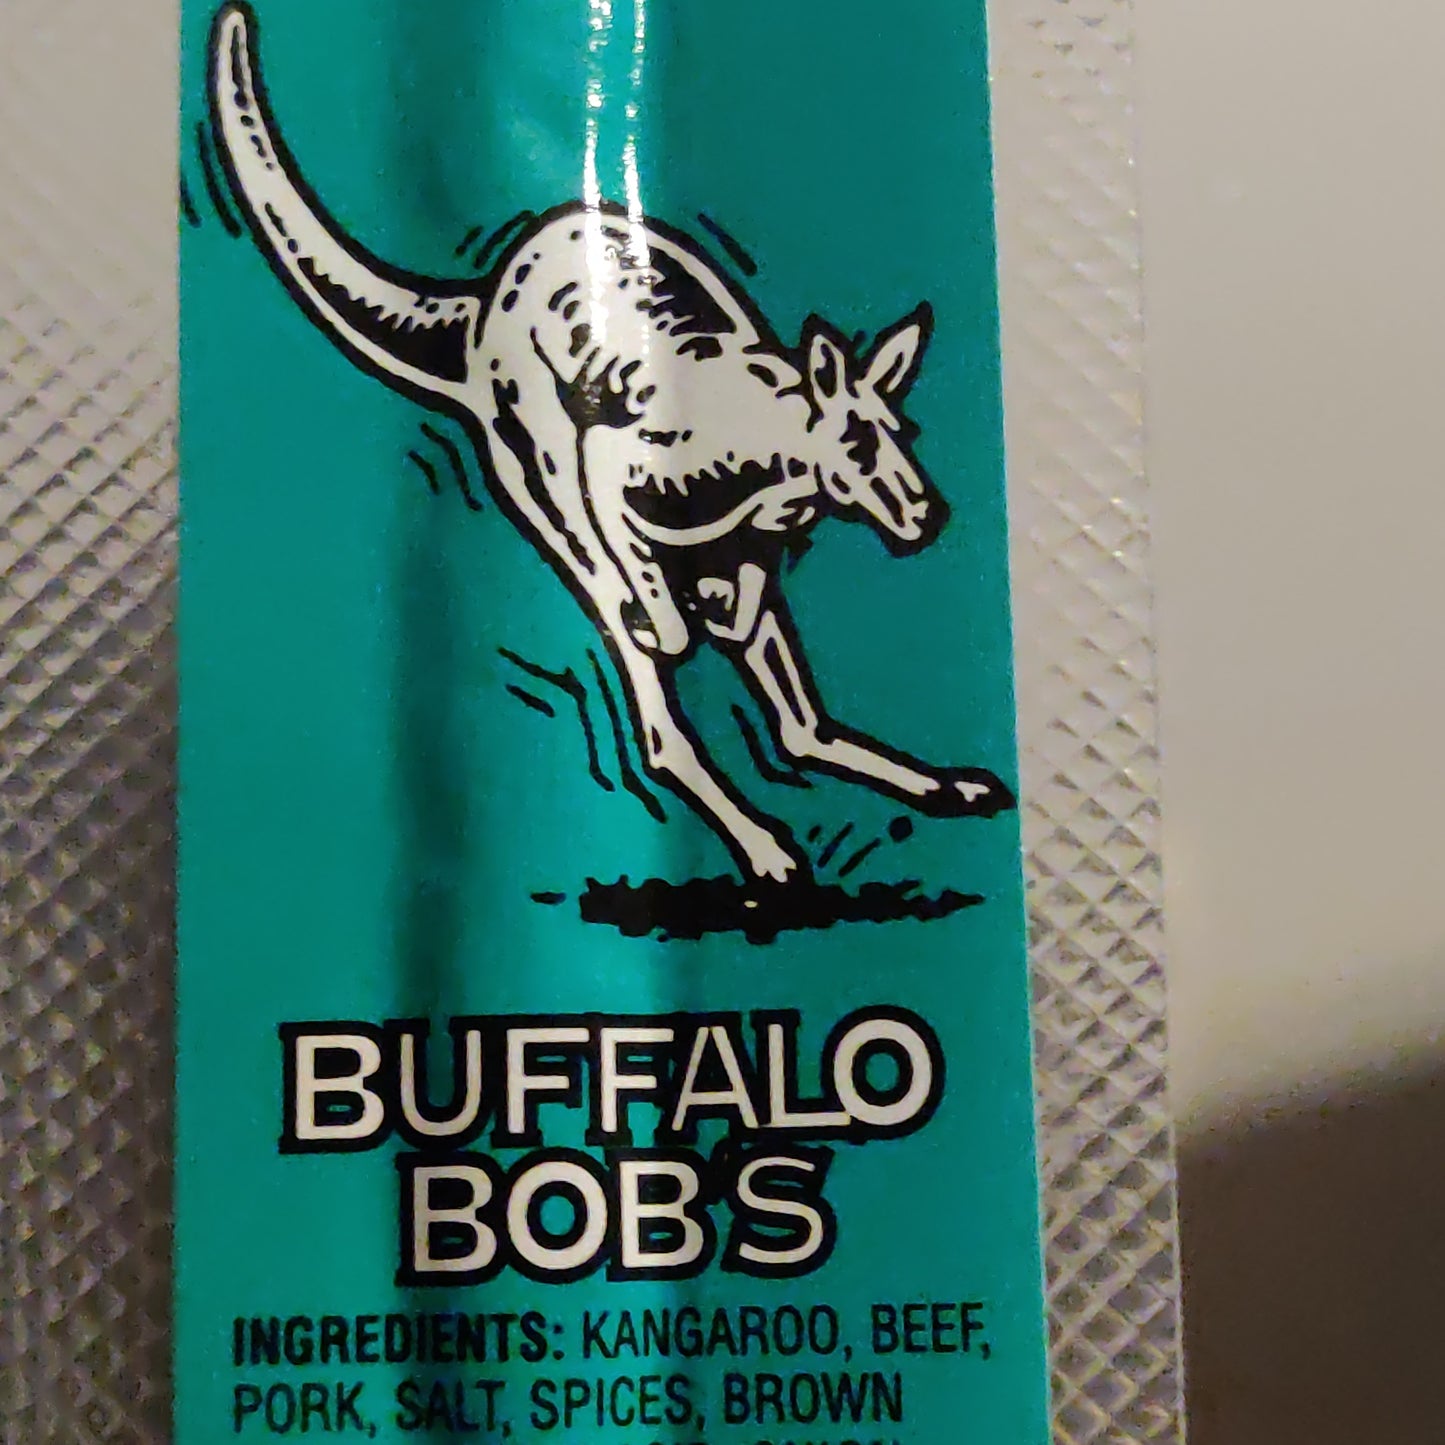 BUFFALO
BOB'S
INGREDIENTS: KANGAROO, BEEF,
PORK, SALT, SPICES, BROWN